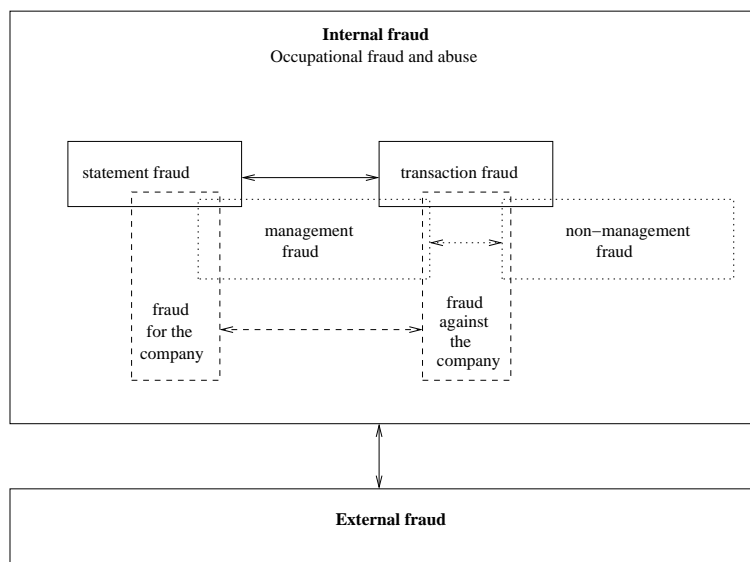 Internal fraud
Occupational fraud and abuse
statement fraud
transaction fraud
management
fraud
non−management
fraud
fraud
for the
company
fraud
against
the
company
External fraud